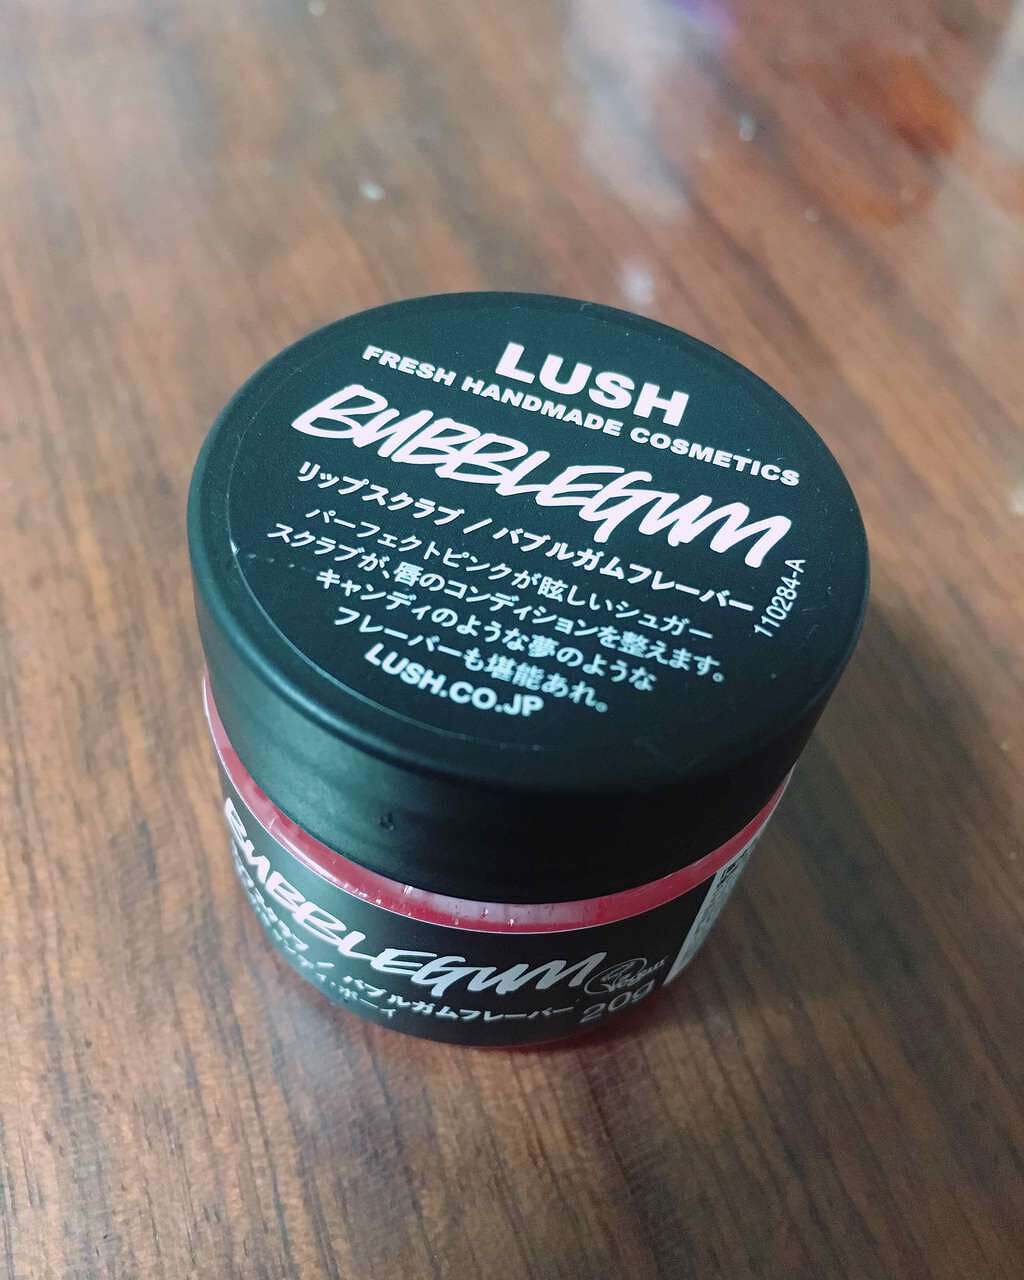 LUSH
FRESH HANDMADE COSMETICS
BUBBLEGUM
リップスクラブ / バブルガムフレーバー
パーフェクトピンクが眩しいシュガー
スクラブが、唇のコンディションを整えます。
キャンディのような夢のような
フレーバーも堪能あれ。
LUSH.CO.JP
110284-A
BUBBLEGUM
/ バブルガムフレーバー
20g